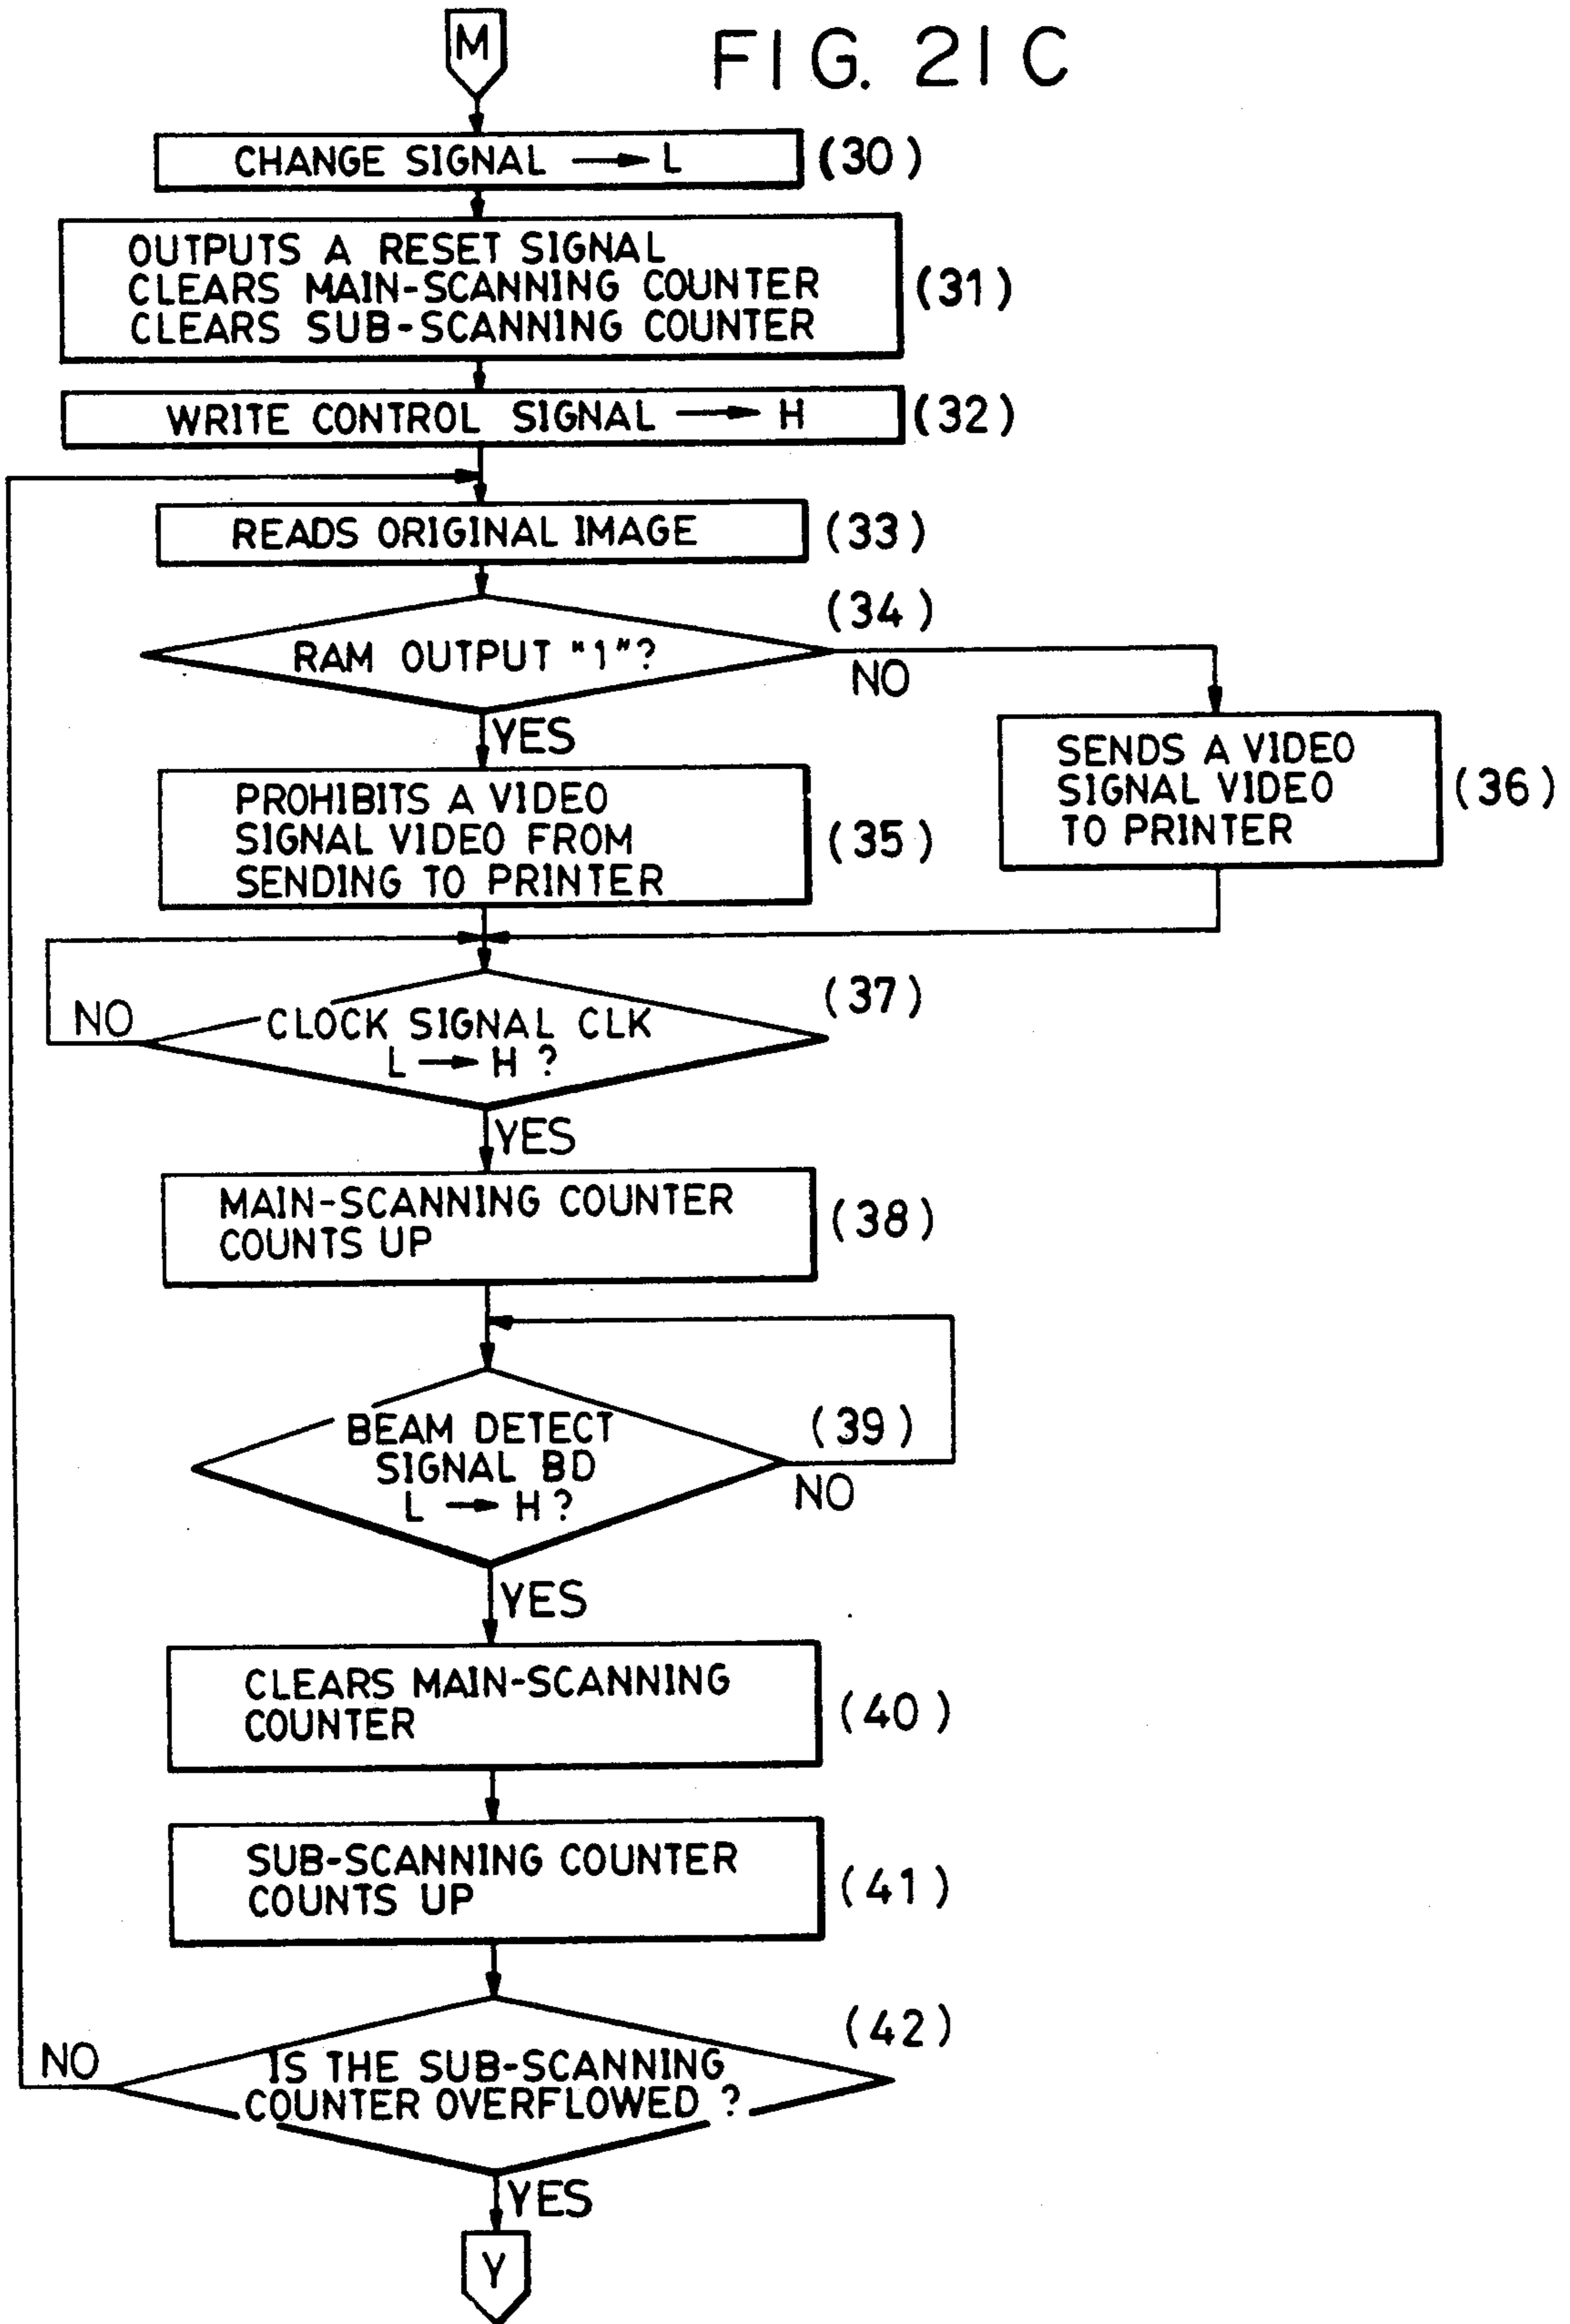 M
FIG. 21C
CHANGE SIGNAL → L
(30)
OUTPUTS A RESET SIGNAL
CLEARS MAIN-SCANNING COUNTER
CLEARS SUB-SCANNING COUNTER
(31)
WRITE CONTROL SIGNAL → H
(32)
READS ORIGINAL IMAGE
(33)
(34)
RAM OUTPUT "1"?
NO
YES
PROHIBITS A VIDEO
SIGNAL VIDEO FROM
SENDING TO PRINTER
(35)
SENDS A VIDEO
SIGNAL VIDEO
TO PRINTER
(36)
(37)
NO
CLOCK SIGNAL CLK
L → H ?
YES
MAIN-SCANNING COUNTER
COUNTS UP
(38)
BEAM DETECT
SIGNAL BD
L → H ?
(39)
NO
YES
CLEARS MAIN-SCANNING
COUNTER
(40)
SUB-SCANNING COUNTER
COUNTS UP
(41)
(42)
NO
IS THE SUB-SCANNING
COUNTER OVERFLOWED ?
YES
Y